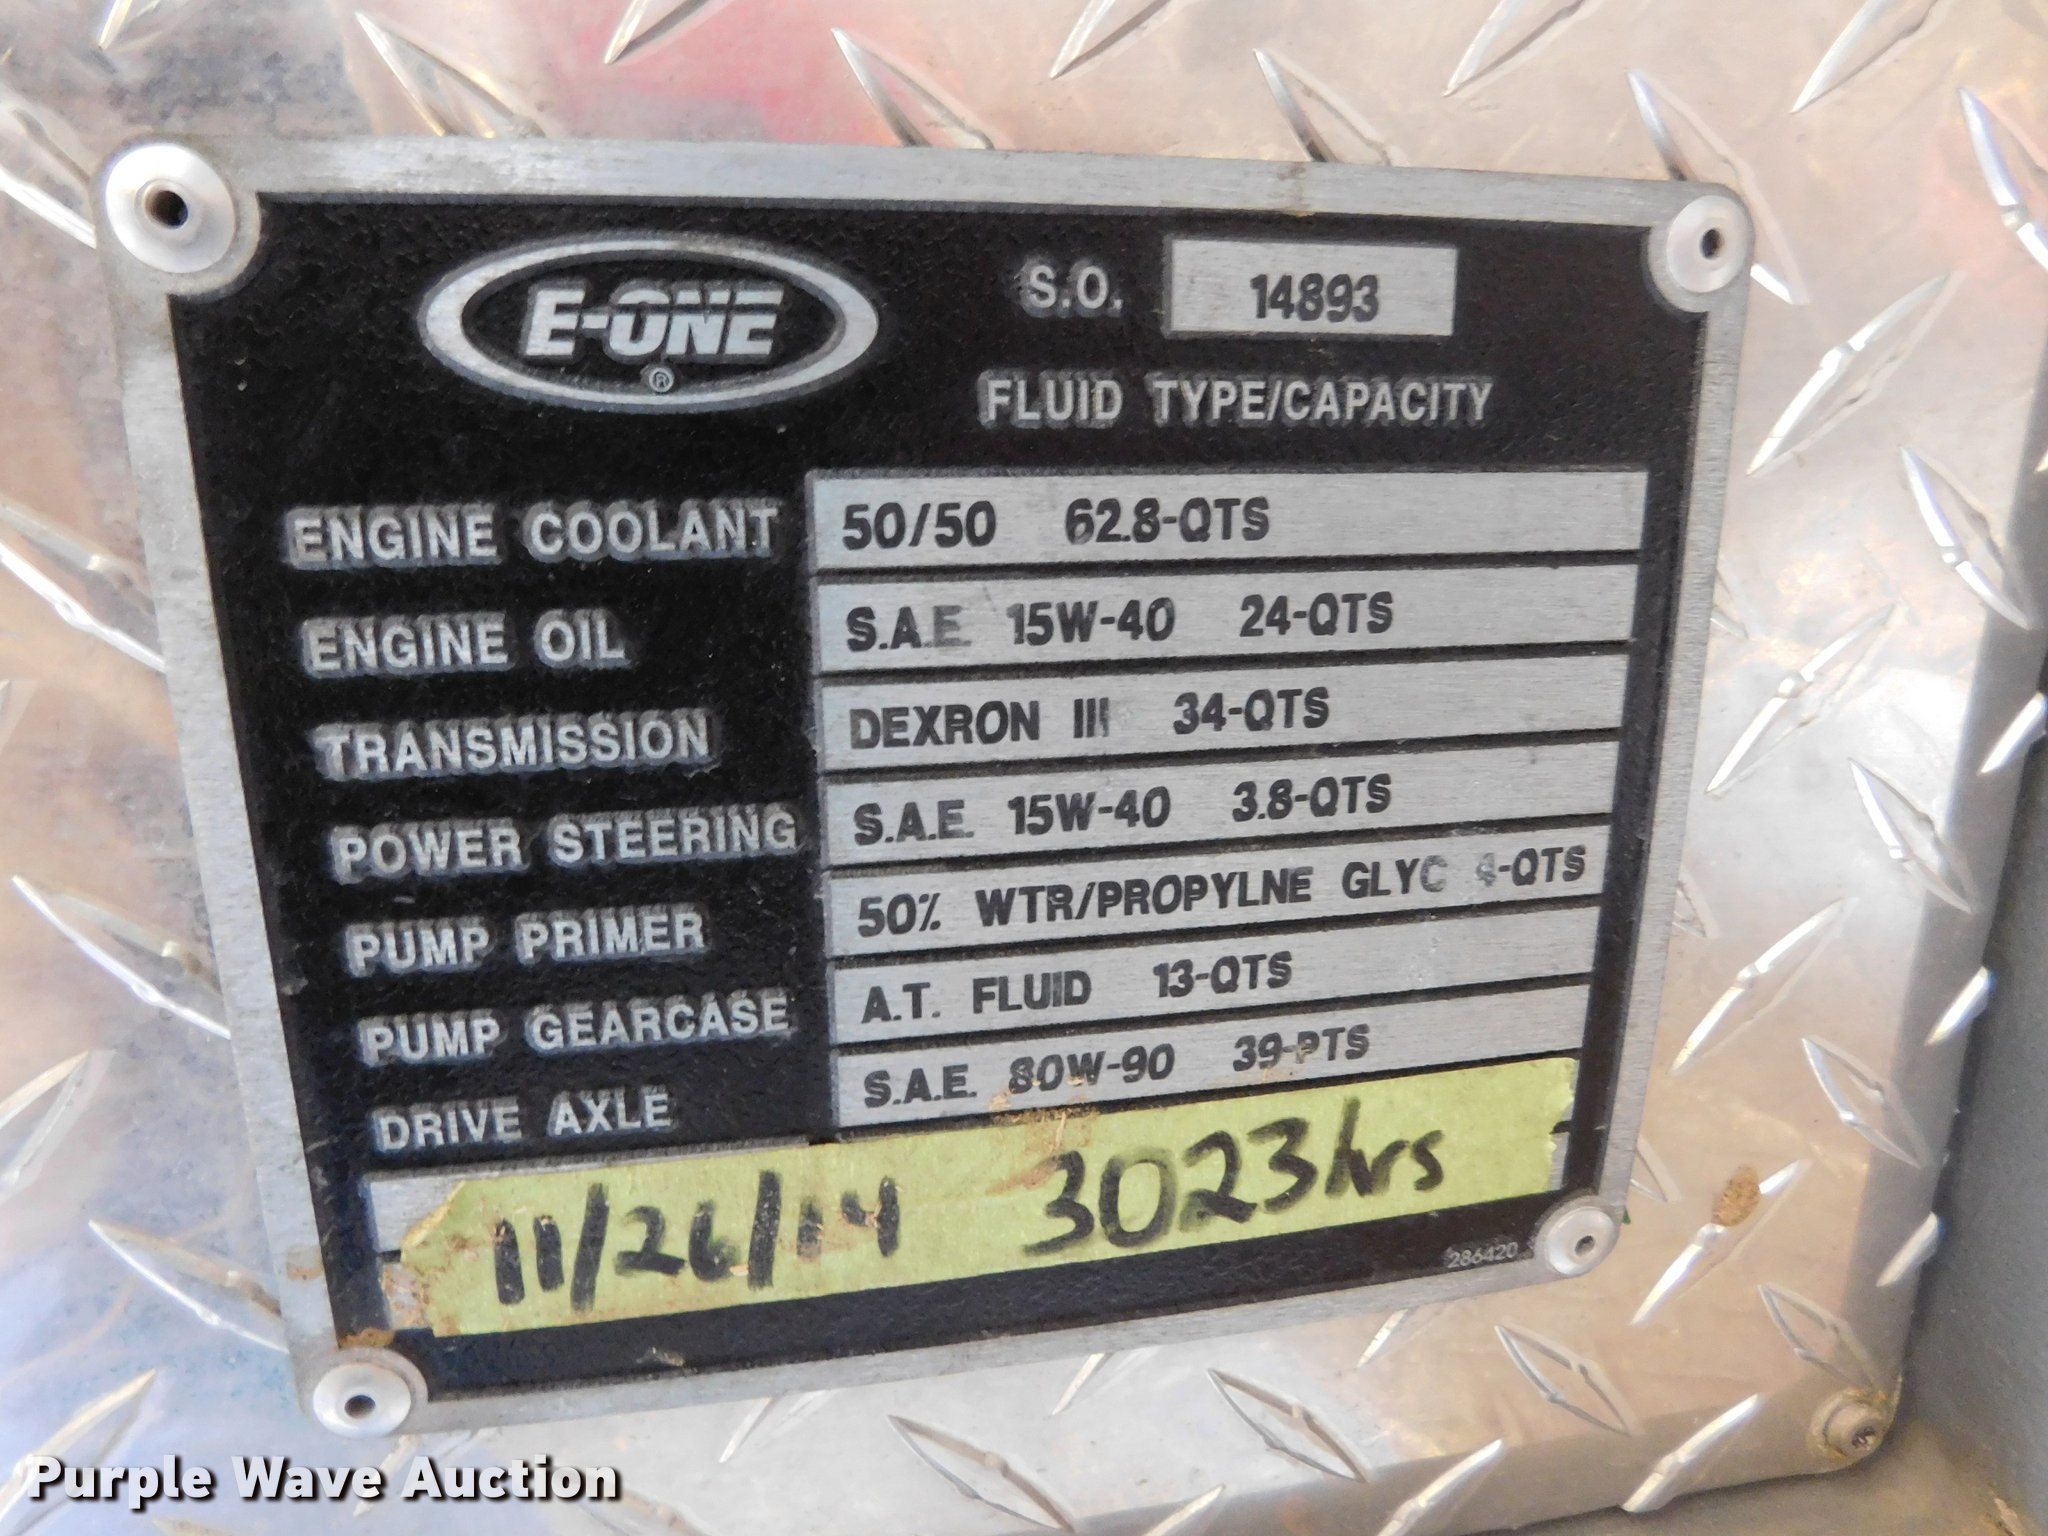 E-ONE
®
S.O. 14893
FLUID TYPE/CAPACITY
ENGINE COOLANT 50/50 62.8-QTS
ENGINE OIL S.A.E. 15W-40 24-QTS
TRANSMISSION DEXRON III 34-QTS
POWER STEERING S.A.E. 15W-40 3.8-QTS
PUMP PRIMER 50% WTR/PROPYLNE GLYC 4-QTS
PUMP GEARCASE A.T. FLUID 13-QTS
DRIVE AXLE S.A.E. 80W-90 39-PTS
11/26/14 3023hrs
286420
Purple Wave Auction